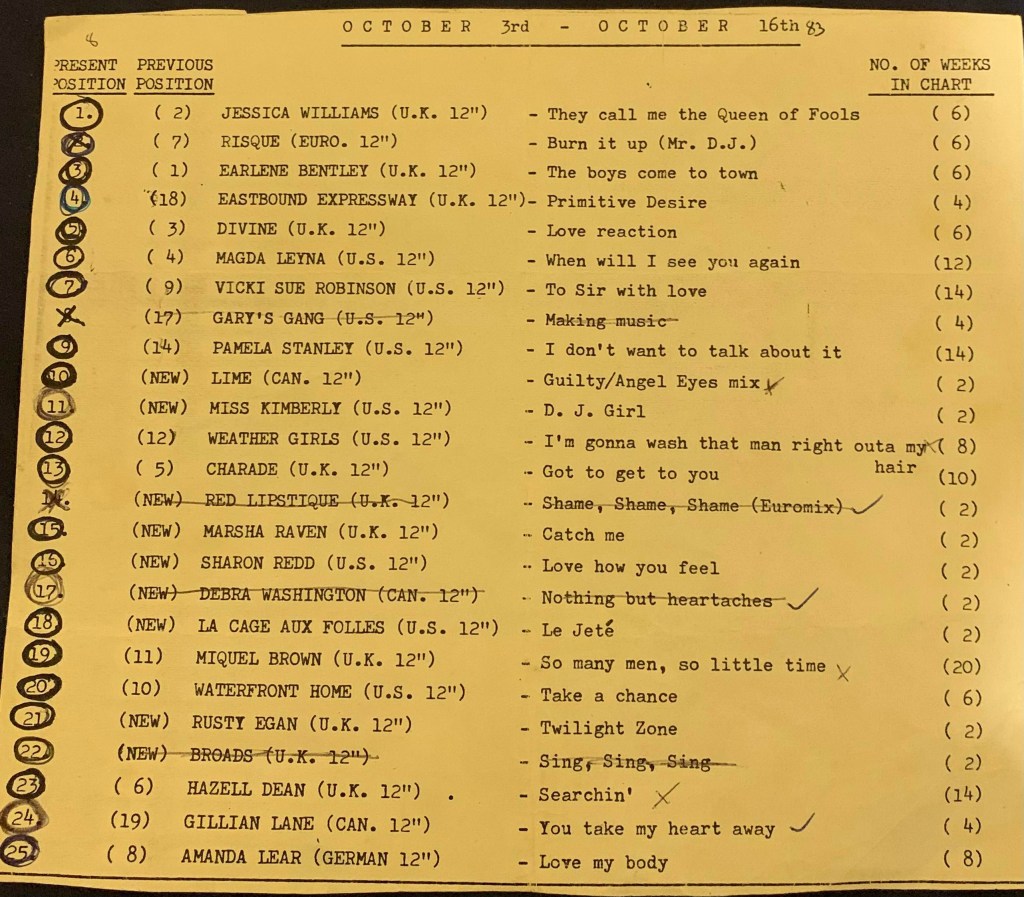 OCTOBER 3rd - OCTOBER 16th 83
8
PRESENT PREVIOUS NO. OF WEEKS
POSITION POSITION IN CHART
1. ( 2) JESSICA WILLIAMS (U.K. 12") - They call me the Queen of Fools ( 6)
2. ( 7) RISQUE (EURO. 12") - Burn it up (Mr. D.J.) ( 6)
3 ( 1) EARLENE BENTLEY (U.K. 12") - The boys come to town ( 6)
4. (18) EASTBOUND EXPRESSWAY (U.K. 12")- Primitive Desire ( 4)
5. ( 3) DIVINE (U.K. 12") - Love reaction ( 6)
6 ( 4) MAGDA LEYNA (U.S. 12") - When will I see you again (12)
7 ( 9) VICKI SUE ROBINSON (U.S. 12") - To Sir with love (14)
8. (17) GARY'S GANG (U.S. 12") - Making music ( 4)
9 (14) PAMELA STANLEY (U.S. 12") - I don't want to talk about it (14)
10 (NEW) LIME (CAN. 12") - Guilty/Angel Eyes mix ( 2)
11. (NEW) MISS KIMBERLY (U.S. 12") - D. J. Girl ( 2)
12 (12) WEATHER GIRLS (U.S. 12") - I'm gonna wash that man right outa my ( 8)
hair
13 ( 5) CHARADE (U.K. 12") - Got to get to you (10)
14. (NEW) RED LIPSTIQUE (U.K. 12") - Shame, Shame, Shame (Euromix) ( 2)
15. (NEW) MARSHA RAVEN (U.K. 12") - Catch me ( 2)
16 (NEW) SHARON REDD (U.S. 12") - Love how you feel ( 2)
17. (NEW) DEBRA WASHINGTON (CAN. 12") - Nothing but heartaches ( 2)
18. (NEW) LA CAGE AUX FOLLES (U.S. 12") - Le Jeté ( 2)
19 (11) MIQUEL BROWN (U.K. 12") - So many men, so little time (20)
20 (10) WATERFRONT HOME (U.S. 12") - Take a chance ( 6)
21 (NEW) RUSTY EGAN (U.K. 12") - Twilight Zone ( 2)
22. (NEW) BROADS (U.K. 12") - Sing, Sing, Sing ( 2)
23 ( 6) HAZELL DEAN (U.K. 12") . - Searchin' (14)
24. (19) GILLIAN LANE (CAN. 12") - You take my heart away ( 4)
25. ( 8) AMANDA LEAR (GERMAN 12") - Love my body ( 8)